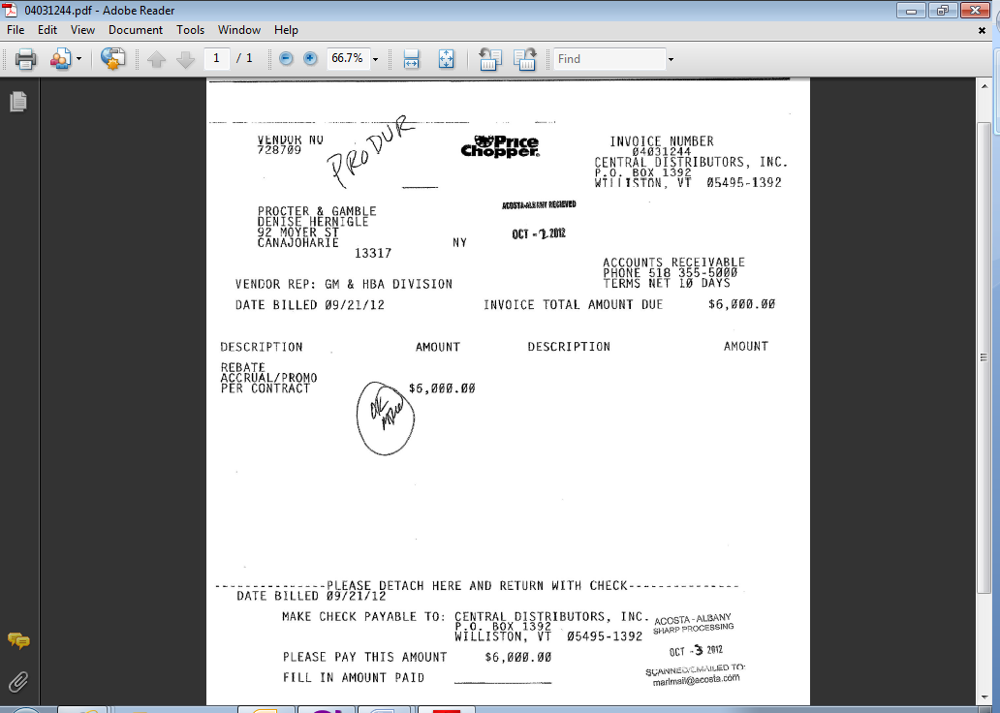 04031244.pdf - Adobe Reader
File Edit View Document Tools Window Help
1 / 1 66.7% Find
VENDOR NO
728709
PRODUR
Price
Chopper.
INVOICE NUMBER
04031244
CENTRAL DISTRIBUTORS, INC.
P.O. BOX 1392
WILLISTON, VT 05495-1392
PROCTER & GAMBLE
DENISE HERNIGLE
92 MOYER ST
CANAJOHARIE NY
13317
ACOSTA-ALBANY RECIEVED
OCT - 2 2012
ACCOUNTS RECEIVABLE
PHONE 518 355-5000
TERMS NET 10 DAYS
VENDOR REP: GM & HBA DIVISION
DATE BILLED 09/21/12 INVOICE TOTAL AMOUNT DUE $6,000.00
DESCRIPTION AMOUNT DESCRIPTION AMOUNT
REBATE
ACCRUAL/PROMO
PER CONTRACT $6,000.00
OK
---------------PLEASE DETACH HERE AND RETURN WITH CHECK---------------
DATE BILLED 09/21/12
MAKE CHECK PAYABLE TO: CENTRAL DISTRIBUTORS, INC.
P.O. BOX 1392
WILLISTON, VT 05495-1392
ACOSTA - ALBANY
SHARP PROCESSING
OCT - 3 2012
SCANNED/EMAILED TO:
marlmail@acosta.com
PLEASE PAY THIS AMOUNT $6,000.00
FILL IN AMOUNT PAID